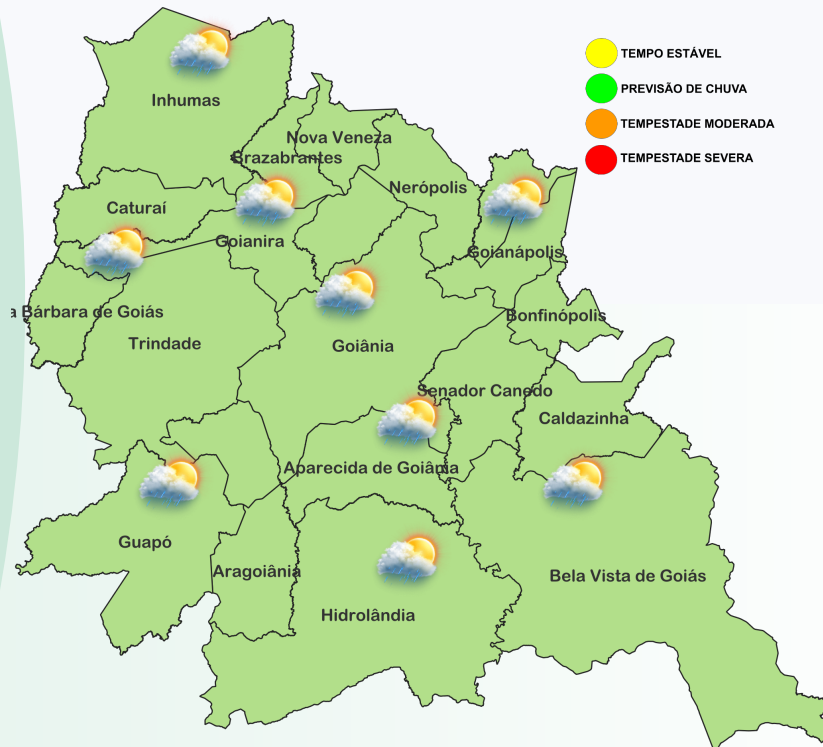 TEMPO ESTÁVEL
PREVISÃO DE CHUVA
TEMPESTADE MODERADA
TEMPESTADE SEVERA
Inhumas
Nova Veneza
Brazabrantes
Nerópolis
Caturaí
Goianira
Goianápolis
a Bárbara de Goiás
Bonfinópolis
Trindade
Goiânia
Senador Canedo
Caldazinha
Aparecida de Goiânia
Guapó
Aragoiânia
Bela Vista de Goiás
Hidrolândia